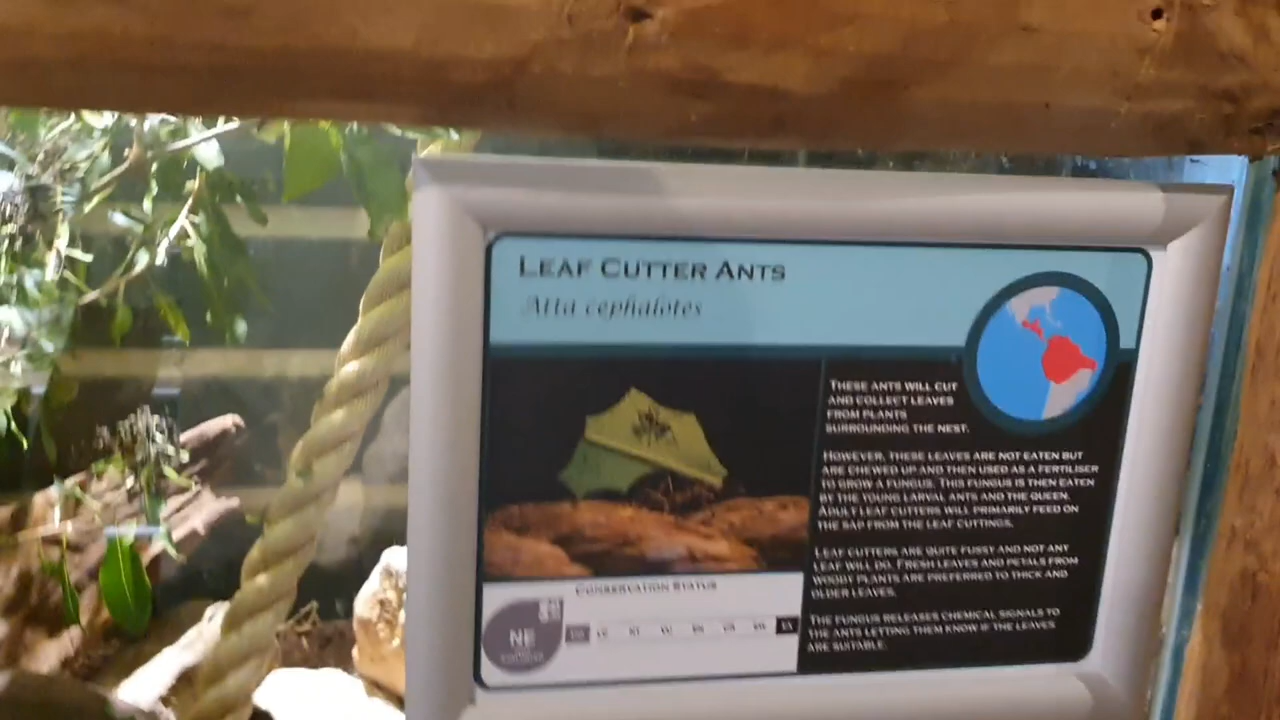 LEAF CUTTER ANTS
Atta cephalotes
THESE ANTS WILL CUT
AND COLLECT LEAVES
FROM PLANTS
SURROUNDING THE NEST.
HOWEVER, THESE LEAVES ARE NOT EATEN BUT
ARE CHEWED UP AND THEN USED AS A FERTILISER
TO GROW A FUNGUS. THIS FUNGUS IS THEN EATEN
BY THE YOUNG LARVAL ANTS AND THE QUEEN.
ADULT LEAF CUTTERS WILL PRIMARILY FEED ON
THE SAP FROM THE LEAF CUTTINGS.
LEAF CUTTERS ARE QUITE FUSSY AND NOT ANY
LEAF WILL DO. FRESH LEAVES AND PETALS FROM
WOODY PLANTS ARE PREFERRED TO THICK AND
OLDER LEAVES.
THE FUNGUS RELEASES CHEMICAL SIGNALS TO
THE ANTS LETTING THEM KNOW IF THE LEAVES
ARE SUITABLE.
CONSERVATION STATUS
NE